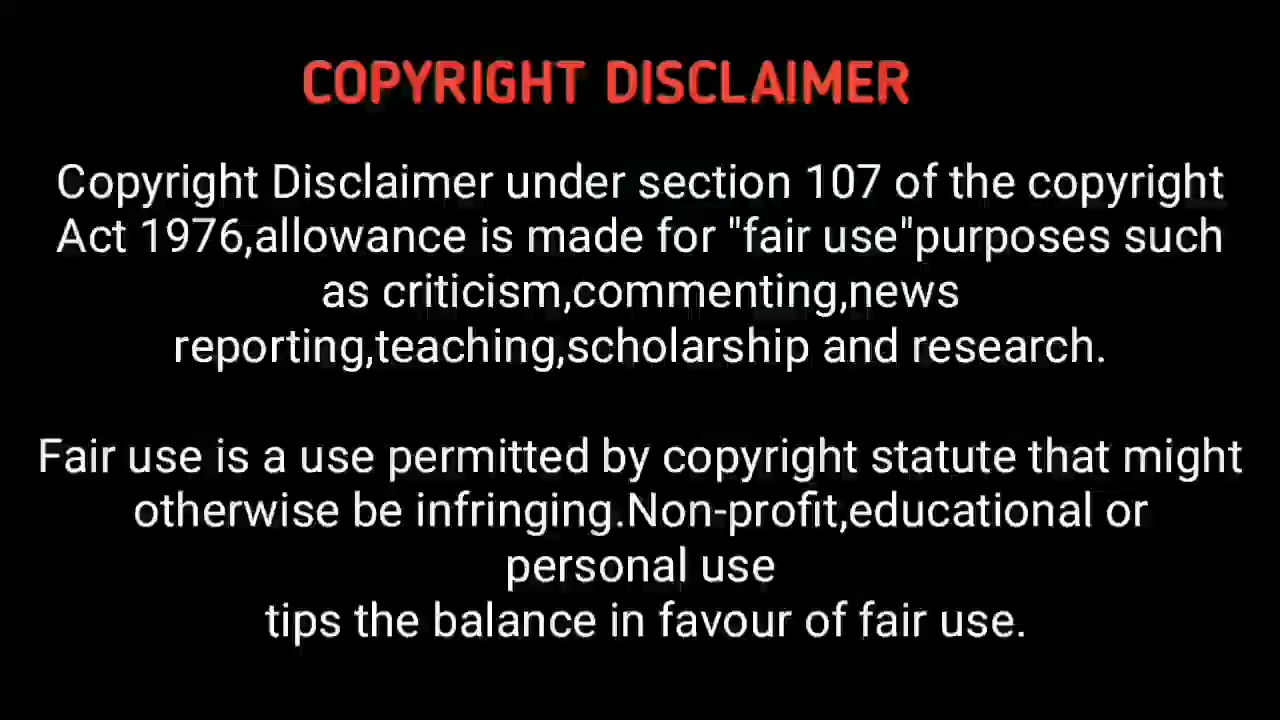 COPYRIGHT DISCLAIMER
Copyright Disclaimer under section 107 of the copyright
Act 1976,allowance is made for "fair use"purposes such
as criticism,commenting,news
reporting,teaching,scholarship and research.
Fair use is a use permitted by copyright statute that might
otherwise be infringing.Non-profit,educational or
personal use
tips the balance in favour of fair use.